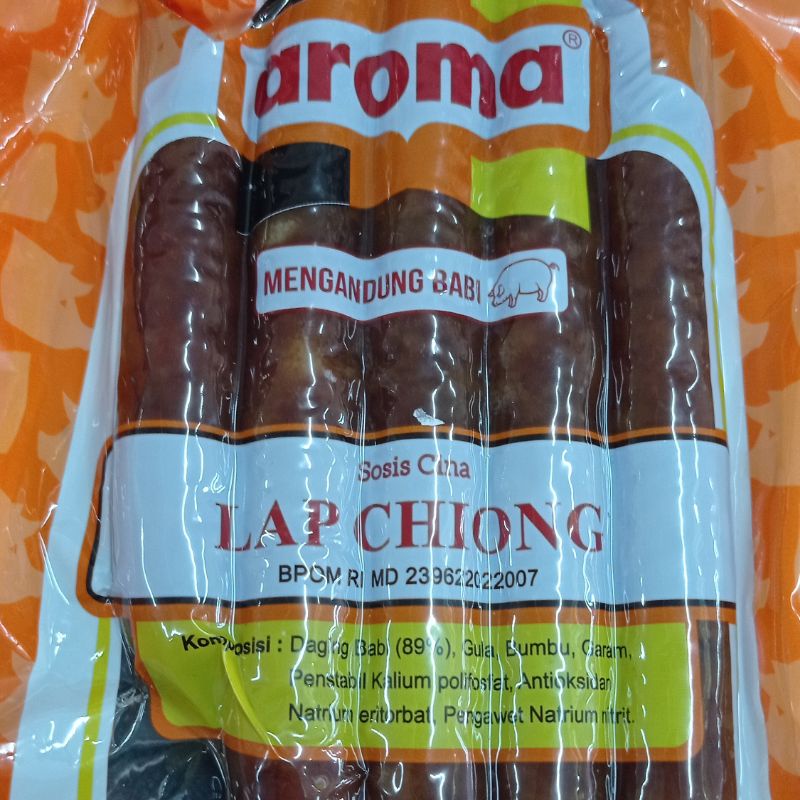 aroma®
MENGANDUNG BABI
Sosis Cina
LAP CHIONG
BPOM RI MD 239622022007
Komposisi : Daging Babi (89%), Gula, Bumbu, Garam,
Penstabil Kalium polifosfat, Antioksidan
Natrium eritorbat, Pengawet Natrium nitrit.